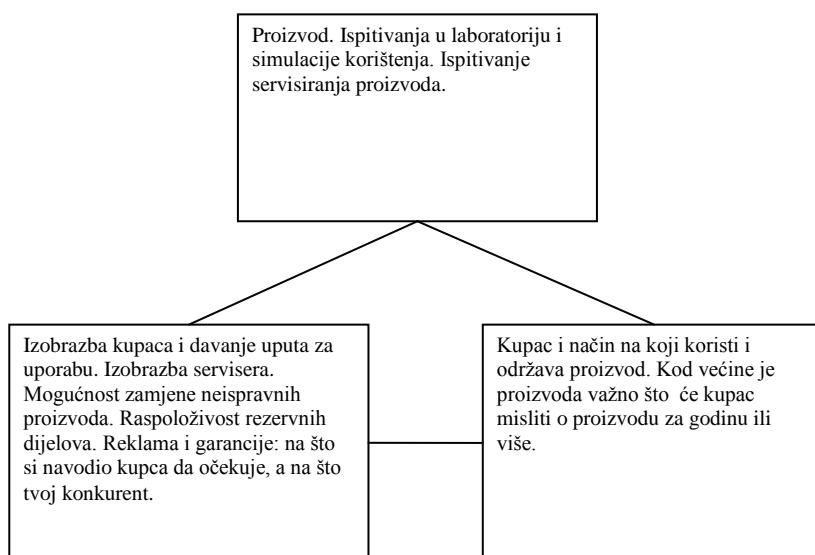 Proizvod. Ispitivanja u laboratoriju i
simulacije korištenja. Ispitivanje
servisiranja proizvoda.
Izobrazba kupaca i davanje uputa za
uporabu. Izobrazba servisera.
Mogućnost zamjene neispravnih
proizvoda. Raspoloživost rezervnih
dijelova. Reklama i garancije: na što
si navodio kupca da očekuje, a na što
tvoj konkurent.
Kupac i način na koji koristi i
održava proizvod. Kod većine je
proizvoda važno što će kupac
misliti o proizvodu za godinu ili
više.